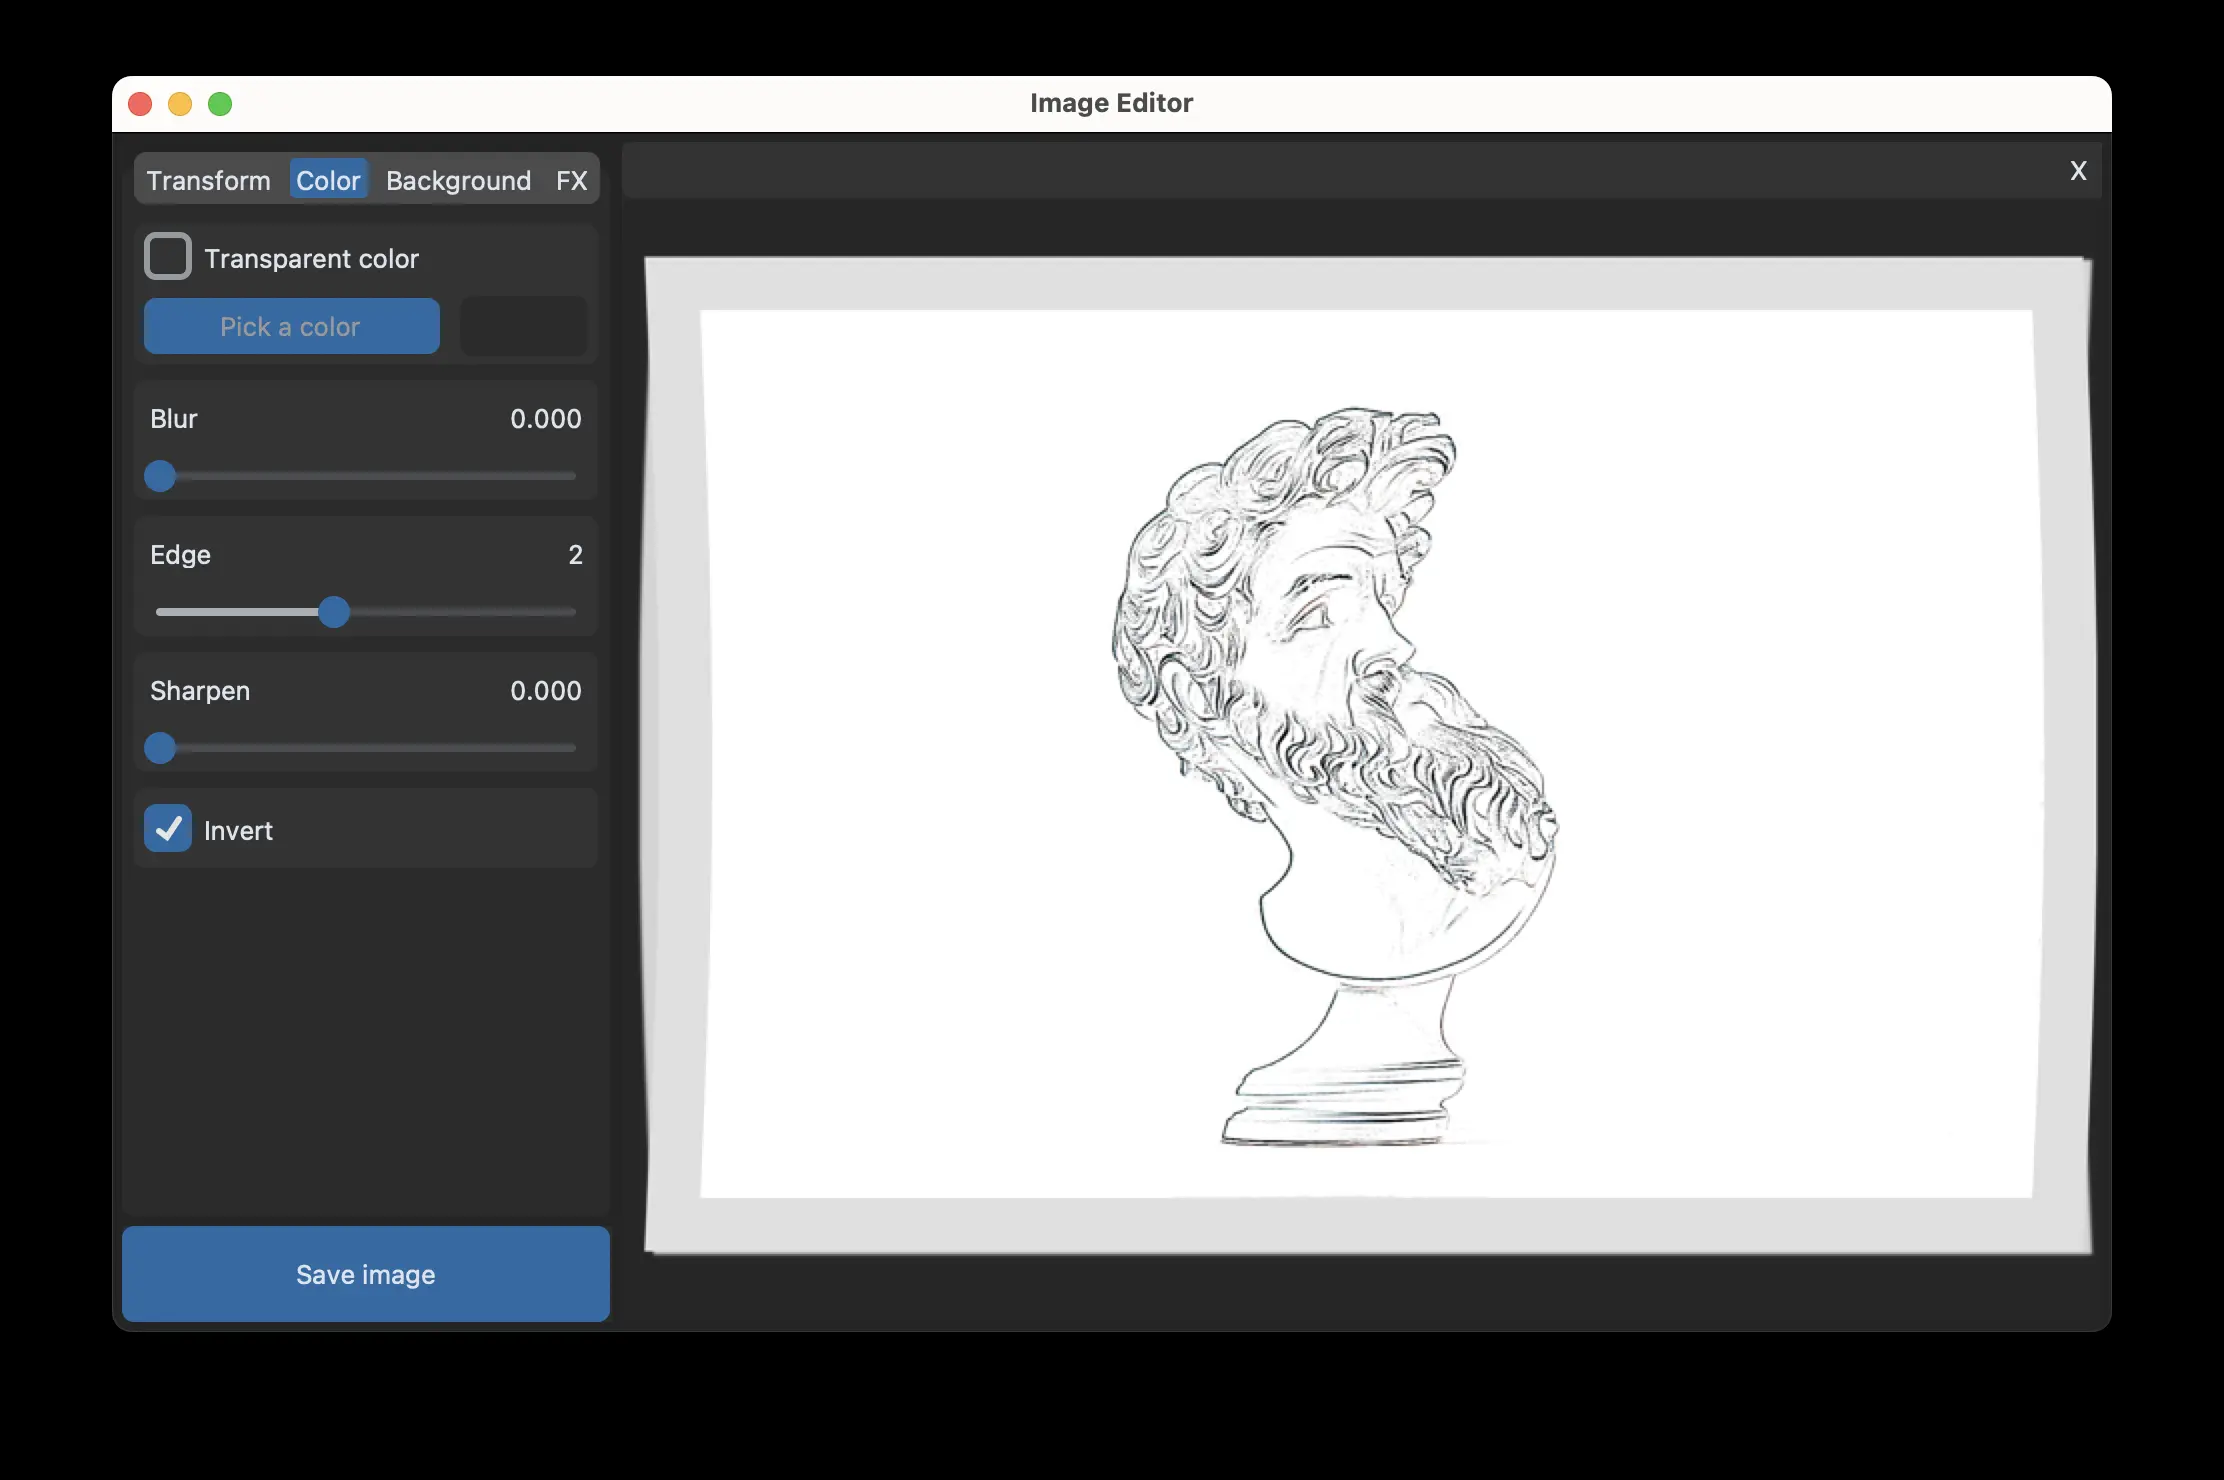 Image Editor
Transform Color Background FX
X
Transparent color
Pick a color
Blur 0.000
Edge 2
Sharpen 0.000
Invert
Save image